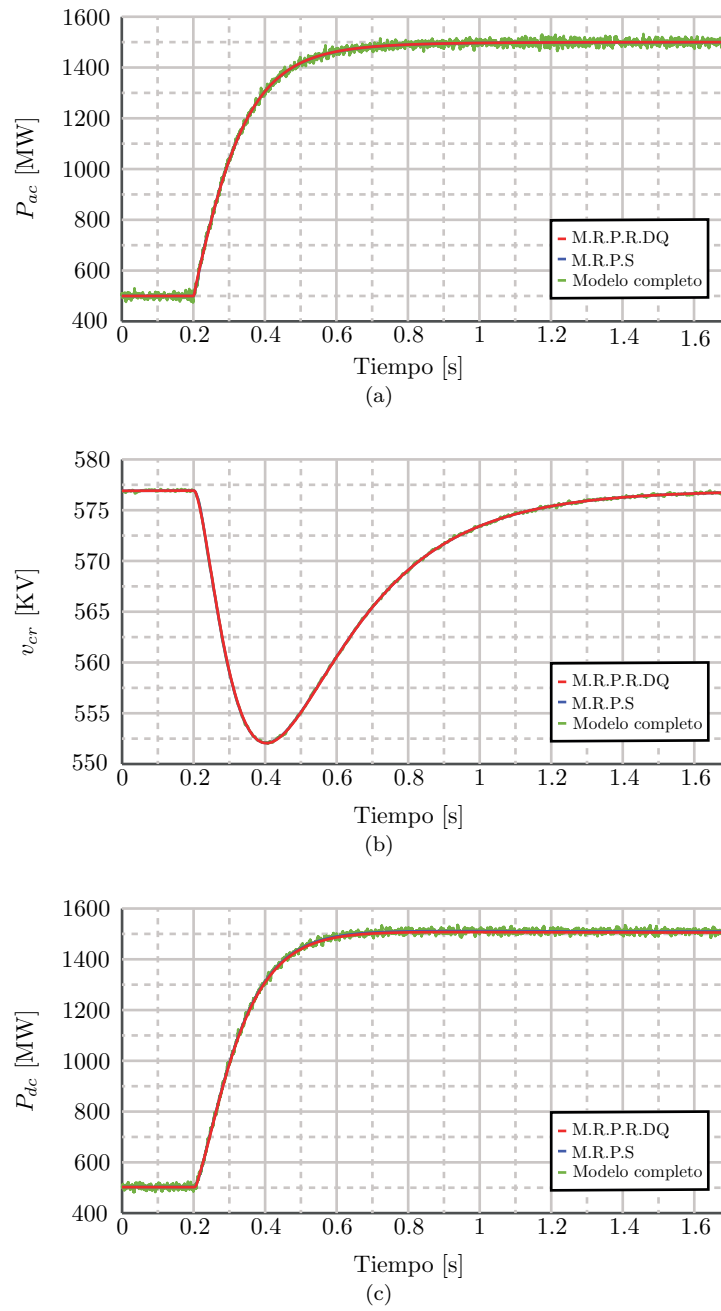 1600
1400
1200
1000
800
600
400
P_ac [MW]
M.R.P.R.DQ
M.R.P.S
Modelo completo
0 0.2 0.4 0.6 0.8 1 1.2 1.4 1.6
Tiempo [s]
(a)
580
575
570
565
560
555
550
v_cr [KV]
M.R.P.R.DQ
M.R.P.S
Modelo completo
0 0.2 0.4 0.6 0.8 1 1.2 1.4 1.6
Tiempo [s]
(b)
1600
1400
1200
1000
800
600
400
P_dc [MW]
M.R.P.R.DQ
M.R.P.S
Modelo completo
0 0.2 0.4 0.6 0.8 1 1.2 1.4 1.6
Tiempo [s]
(c)